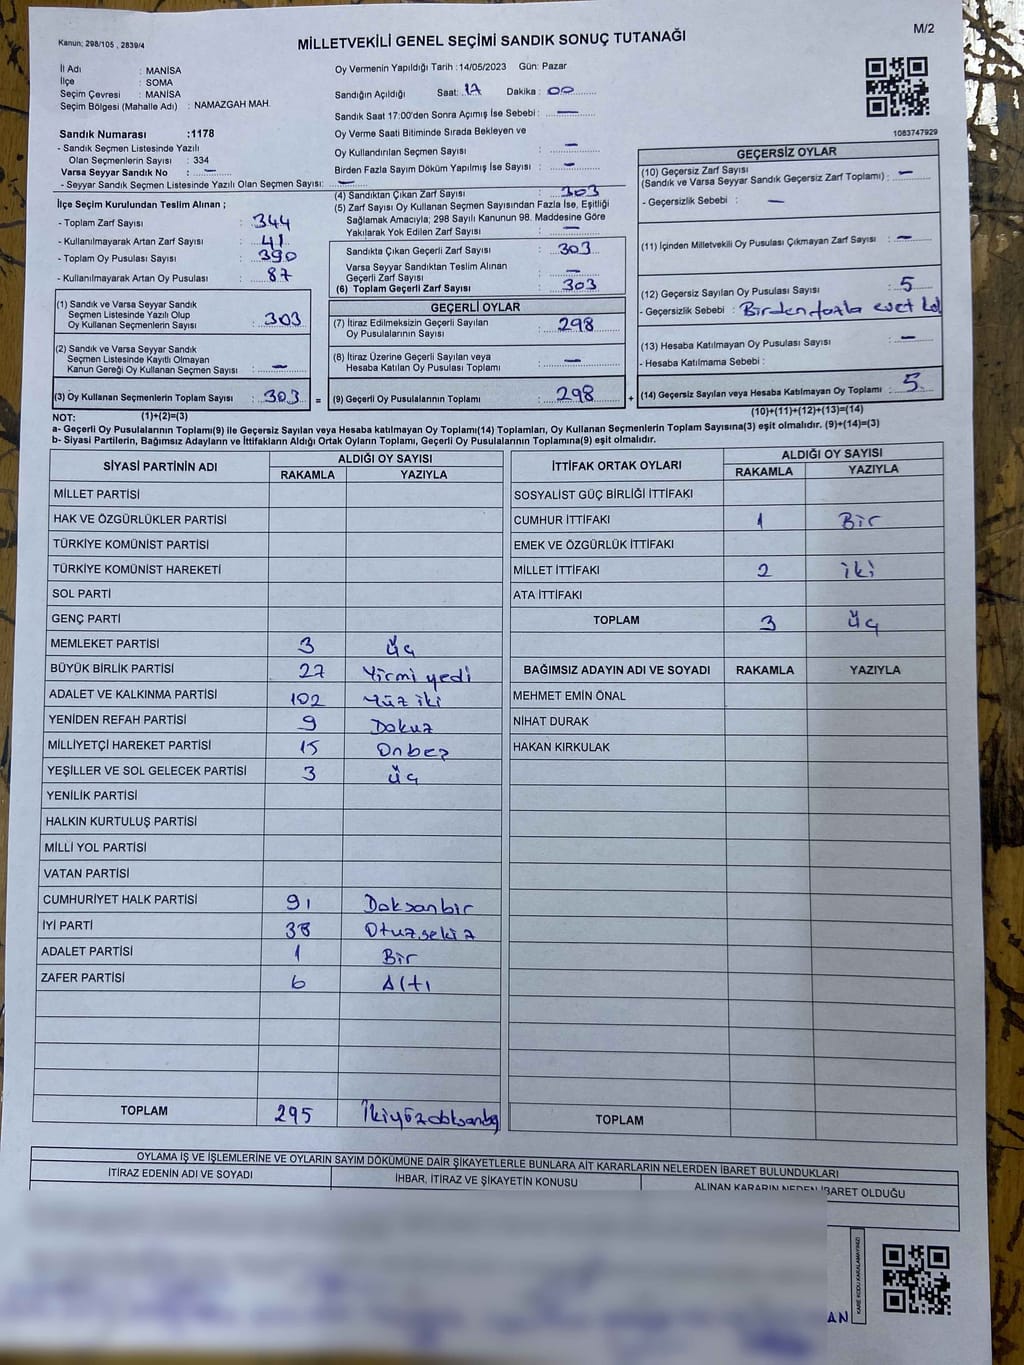 Kanun: 298/105 , 2839/4
MİLLETVEKİLİ GENEL SEÇİMİ SANDIK SONUÇ TUTANAĞI
M/2
İl Adı : MANİSA
İlçe : SOMA
Seçim Çevresi : MANİSA
Seçim Bölgesi (Mahalle Adı) : NAMAZGAH MAH.
Oy Vermenin Yapıldığı Tarih :14/05/2023 Gün: Pazar
Sandığın Açıldığı Saat: 17 Dakika : 00
Sandık Saat 17:00'den Sonra Açımış İse Sebebi : —
Oy Verme Saati Bitiminde Sırada Bekleyen ve
Oy Kullandırılan Seçmen Sayısı : —
Birden Fazla Sayım Döküm Yapılmış İse Sayısı : —
1083747929
Sandık Numarası :1178
- Sandık Seçmen Listesinde Yazılı
Olan Seçmenlerin Sayısı : 334
Varsa Seyyar Sandık No : —
- Seyyar Sandık Seçmen Listesinde Yazılı Olan Seçmen Sayısı: —
İlçe Seçim Kurulundan Teslim Alınan ;
- Toplam Zarf Sayısı : 344
- Kullanılmayarak Artan Zarf Sayısı : 41
- Toplam Oy Pusulası Sayısı : 390
- Kullanılmayarak Artan Oy Pusulası : 87
(1) Sandık ve Varsa Seyyar Sandık
Seçmen Listesinde Yazılı Olup
Oy Kullanan Seçmenlerin Sayısı : 303
(2) Sandık ve Varsa Seyyar Sandık
Seçmen Listesinde Kayıtlı Olmayan
Kanun Gereği Oy Kullanan Seçmen Sayısı : —
(3) Oy Kullanan Seçmenlerin Toplam Sayısı : 303 =
(4) Sandıktan Çıkan Zarf Sayısı : 303
(5) Zarf Sayısı Oy Kullanan Seçmen Sayısından Fazla İse, Eşitliği
Sağlamak Amacıyla; 298 Sayılı Kanunun 98. Maddesine Göre
Yakılarak Yok Edilen Zarf Sayısı : —
Sandıkta Çıkan Geçerli Zarf Sayısı : 303
Varsa Seyyar Sandıktan Teslim Alınan
Geçerli Zarf Sayısı : —
(6) Toplam Geçerli Zarf Sayısı : 303
GEÇERLİ OYLAR
(7) İtiraz Edilmeksizin Geçerli Sayılan
Oy Pusulalarının Sayısı : 298
(8) İtiraz Üzerine Geçerli Sayılan veya
Hesaba Katılan Oy Pusulası Toplamı : —
(9) Geçerli Oy Pusulalarının Toplamı : 298 +
GEÇERSİZ OYLAR
(10) Geçersiz Zarf Sayısı
(Sandık ve Varsa Seyyar Sandık Geçersiz Zarf Toplamı) : —
- Geçersizlik Sebebi : —
(11) İçinden Milletvekili Oy Pusulası Çıkmayan Zarf Sayısı : —
(12) Geçersiz Sayılan Oy Pusulası Sayısı : 5
- Geçersizlik Sebebi : Birden fazla evet
(13) Hesaba Katılmayan Oy Pusulası Sayısı : —
- Hesaba Katılmama Sebebi :
(14) Geçersiz Sayılan veya Hesaba Katılmayan Oy Toplamı : 5
(10)+(11)+(12)+(13)=(14)
NOT: (1)+(2)=(3)
a- Geçerli Oy Pusulasının Toplamı(9) ile Geçersiz Sayılan veya Hesaba katılmayan Oy Toplamı(14) Toplamları, Oy Kullanan Seçmenlerin Toplam Sayısına(3) eşit olmalıdır. (9)+(14)=(3)
b- Siyasi Partilerin, Bağımsız Adayların ve İttifakların Aldığı Ortak Oyların Toplamı, Geçerli Oy Pusulalarının Toplamına(9) eşit olmalıdır.
SİYASİ PARTİNİN ADI ALDIĞI OY SAYISI
RAKAMLA YAZIYLA
MİLLET PARTİSİ
HAK VE ÖZGÜRLÜKLER PARTİSİ
TÜRKİYE KOMÜNİST PARTİSİ
TÜRKİYE KOMÜNİST HAREKETİ
SOL PARTİ
GENÇ PARTİ
MEMLEKET PARTİSİ 3 üç
BÜYÜK BİRLİK PARTİSİ 27 Yirmi yedi
ADALET VE KALKINMA PARTİSİ 102 Yüz iki
YENİDEN REFAH PARTİSİ 9 Dokuz
MİLLİYETÇİ HAREKET PARTİSİ 15 Onbeş
YEŞİLLER VE SOL GELECEK PARTİSİ 3 üç
YENİLİK PARTİSİ
HALKIN KURTULUŞ PARTİSİ
MİLLİ YOL PARTİSİ
VATAN PARTİSİ
CUMHURİYET HALK PARTİSİ 91 Doksanbir
İYİ PARTİ 38 Otuzsekiz
ADALET PARTİSİ 1 Bir
ZAFER PARTİSİ 6 Altı
TOPLAM 295 İkiyüzdoksanbeş
İTTİFAK ORTAK OYLARI ALDIĞI OY SAYISI
RAKAMLA YAZIYLA
SOSYALİST GÜÇ BİRLİĞİ İTTİFAKI
CUMHUR İTTİFAKI 1 Bir
EMEK VE ÖZGÜRLÜK İTTİFAKI
MİLLET İTTİFAKI 2 iki
ATA İTTİFAKI
TOPLAM 3 üç
BAĞIMSIZ ADAYIN ADI VE SOYADI RAKAMLA YAZIYLA
MEHMET EMİN ÖNAL
NİHAT DURAK
HAKAN KIRKULAK
TOPLAM
OYLAMA İŞ VE İŞLEMLERİNE VE OYLARIN SAYIM DÖKÜMÜNE DAİR ŞİKAYETLERLE BUNLARA AİT KARARLARIN NELERDEN İBARET BULUNDUKLARI
İTİRAZ EDENİN ADI VE SOYADI İHBAR, İTİRAZ VE ŞİKAYETİN KONUSU ALINAN KARARIN NEDEN İBARET OLDUĞU
KARE KODU KARALAMAYINIZ!
AN